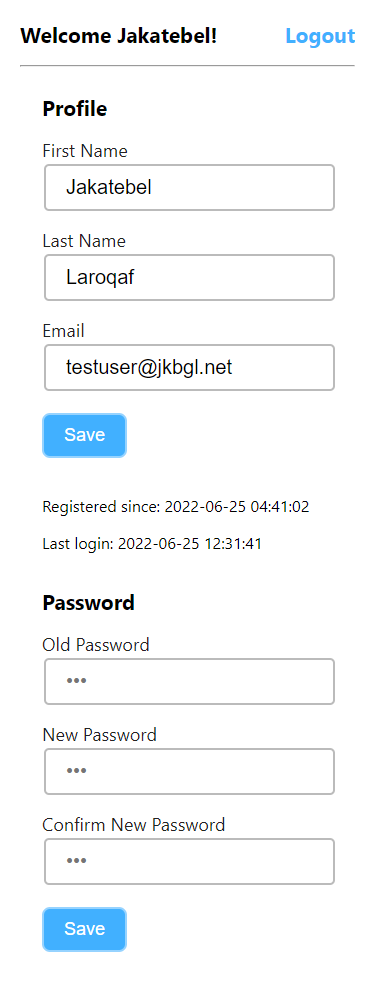 Welcome Jakatebel! Logout
Profile
First Name
Jakatebel
Last Name
Laroqaf
Email
testuser@jkbgl.net
Save
Registered since: 2022-06-25 04:41:02
Last login: 2022-06-25 12:31:41
Password
Old Password
•••
New Password
•••
Confirm New Password
•••
Save